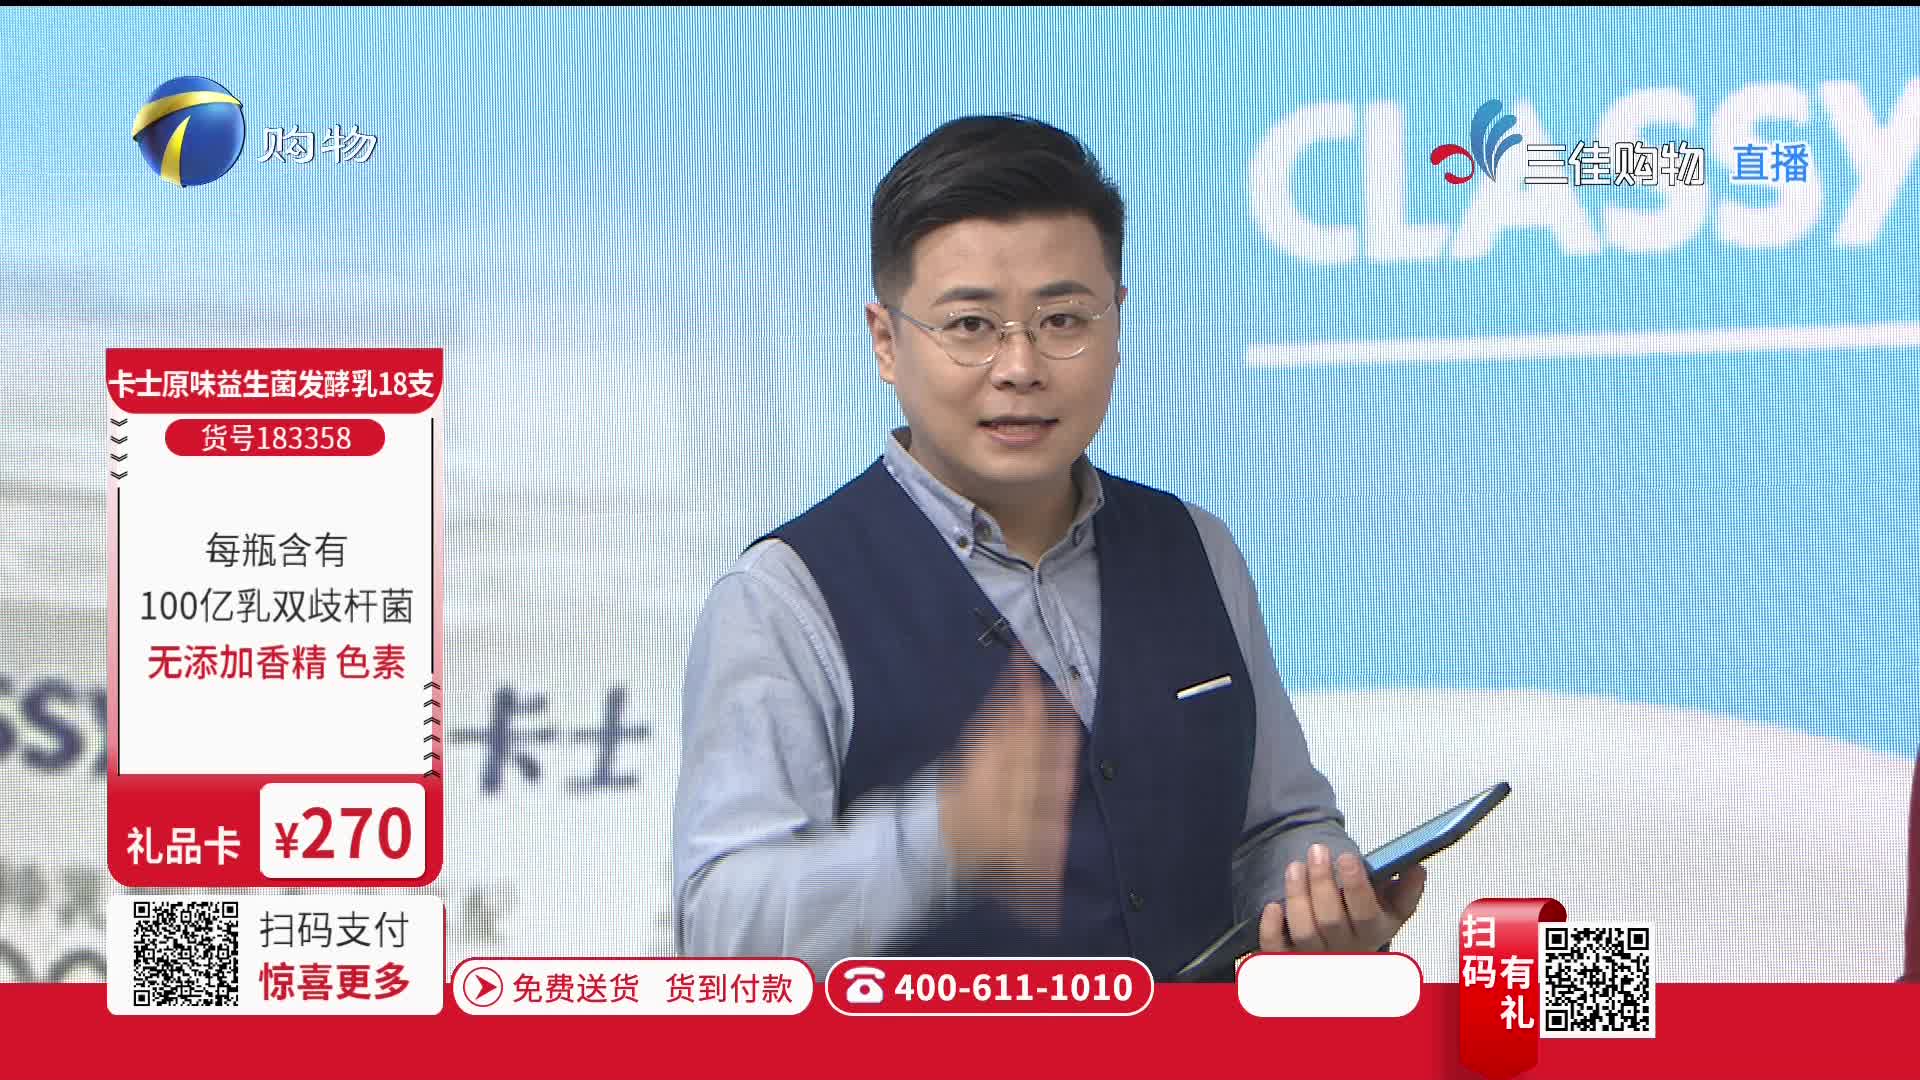 购物
CLASSY
三佳购物 直播
卡士原味益生菌发酵乳18支
货号183358
每瓶含有
100亿乳双歧杆菌
无添加香精 色素
卡士
礼品卡 ¥270
扫码支付
惊喜更多
免费送货 货到付款
400-611-1010
扫码
有礼